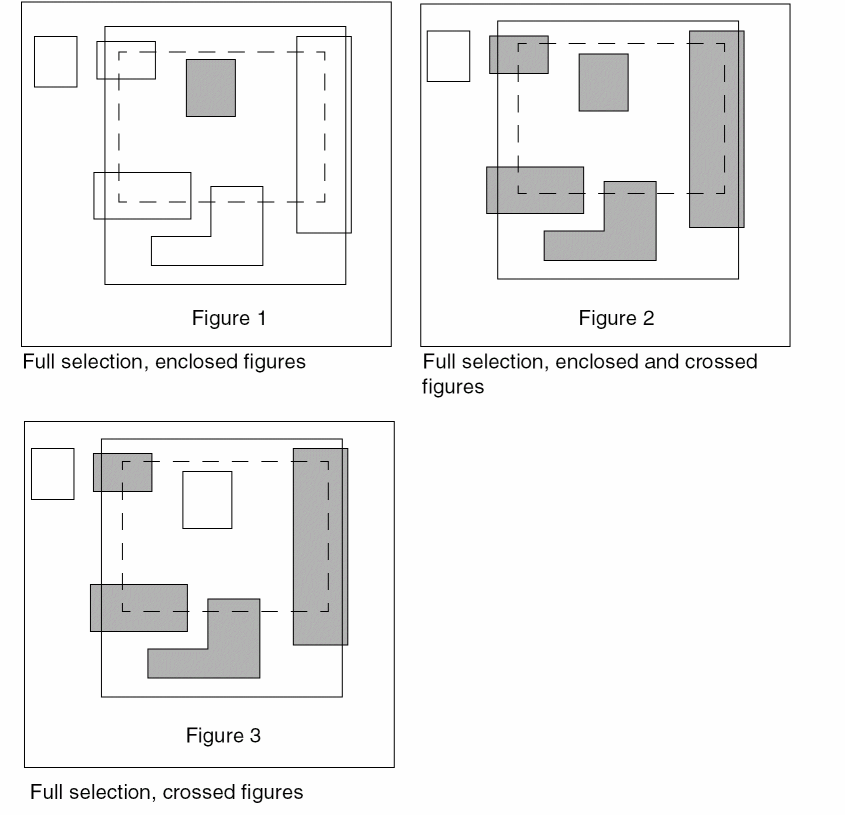 Figure 1
Full selection, enclosed figures
Figure 2
Full selection, enclosed and crossed
figures
Figure 3
Full selection, crossed figures